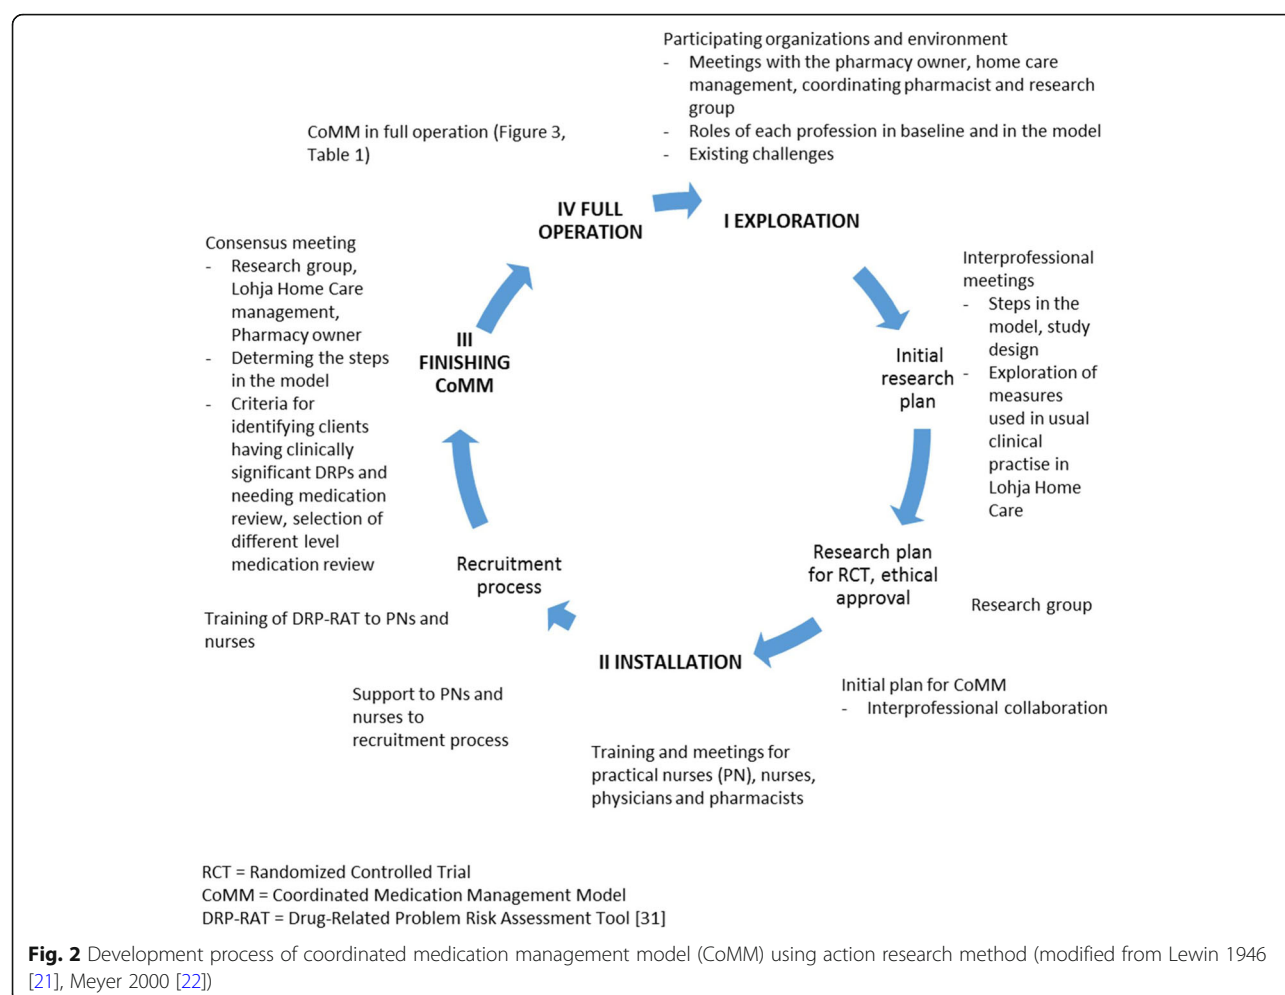 Participating organizations and environment
- Meetings with the pharmacy owner, home care
management, coordinating pharmacist and research
group
- Roles of each profession in baseline and in the model
- Existing challenges
CoMM in full operation (Figure 3,
Table 1)
IV FULL
OPERATION
I EXPLORATION
Consensus meeting
- Research group,
Lohja Home Care
management,
Pharmacy owner
- Determing the steps
in the model
- Criteria for
identifying clients
having clinically
significant DRPs and
needing medication
review, selection of
different level
medication review
III
FINISHING
CoMM
Initial
research
plan
Interprofessional
meetings
- Steps in the
model, study
design
- Exploration of
measures
used in usual
clinical
practise in
Lohja Home
Care
Research plan
for RCT, ethical
approval
Research group
Recruitment
process
Training of DRP-RAT to PNs and
nurses
II INSTALLATION
Initial plan for CoMM
- Interprofessional collaboration
Support to PNs and
nurses to
recruitment process
Training and meetings for
practical nurses (PN), nurses,
physicians and pharmacists
RCT = Randomized Controlled Trial
CoMM = Coordinated Medication Management Model
DRP-RAT = Drug-Related Problem Risk Assessment Tool [31]
Fig. 2 Development process of coordinated medication management model (CoMM) using action research method (modified from Lewin 1946
[21], Meyer 2000 [22])